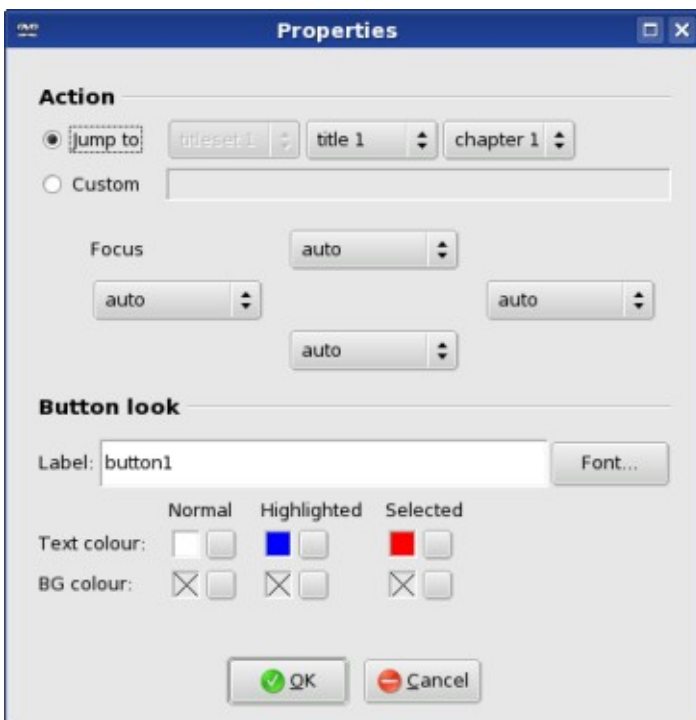 Properties
Action
Jump to titleset 1 title 1 chapter 1
Custom
Focus auto
auto auto
auto
Button look
Label: button1 Font...
Normal Highlighted Selected
Text colour:
BG colour:
OK Cancel